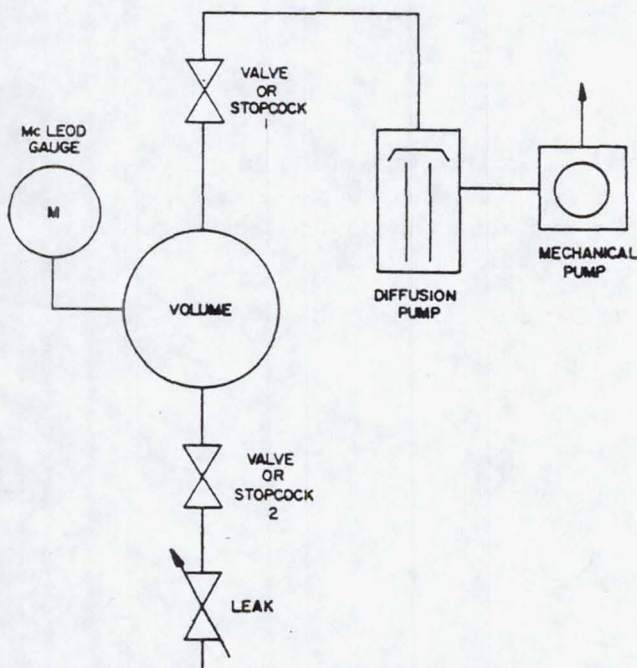 VALVE
OR
STOPCOCK
1
Mc LEOD
GAUGE
M
VOLUME
DIFFUSION
PUMP
MECHANICAL
PUMP
VALVE
OR
STOPCOCK
2
LEAK